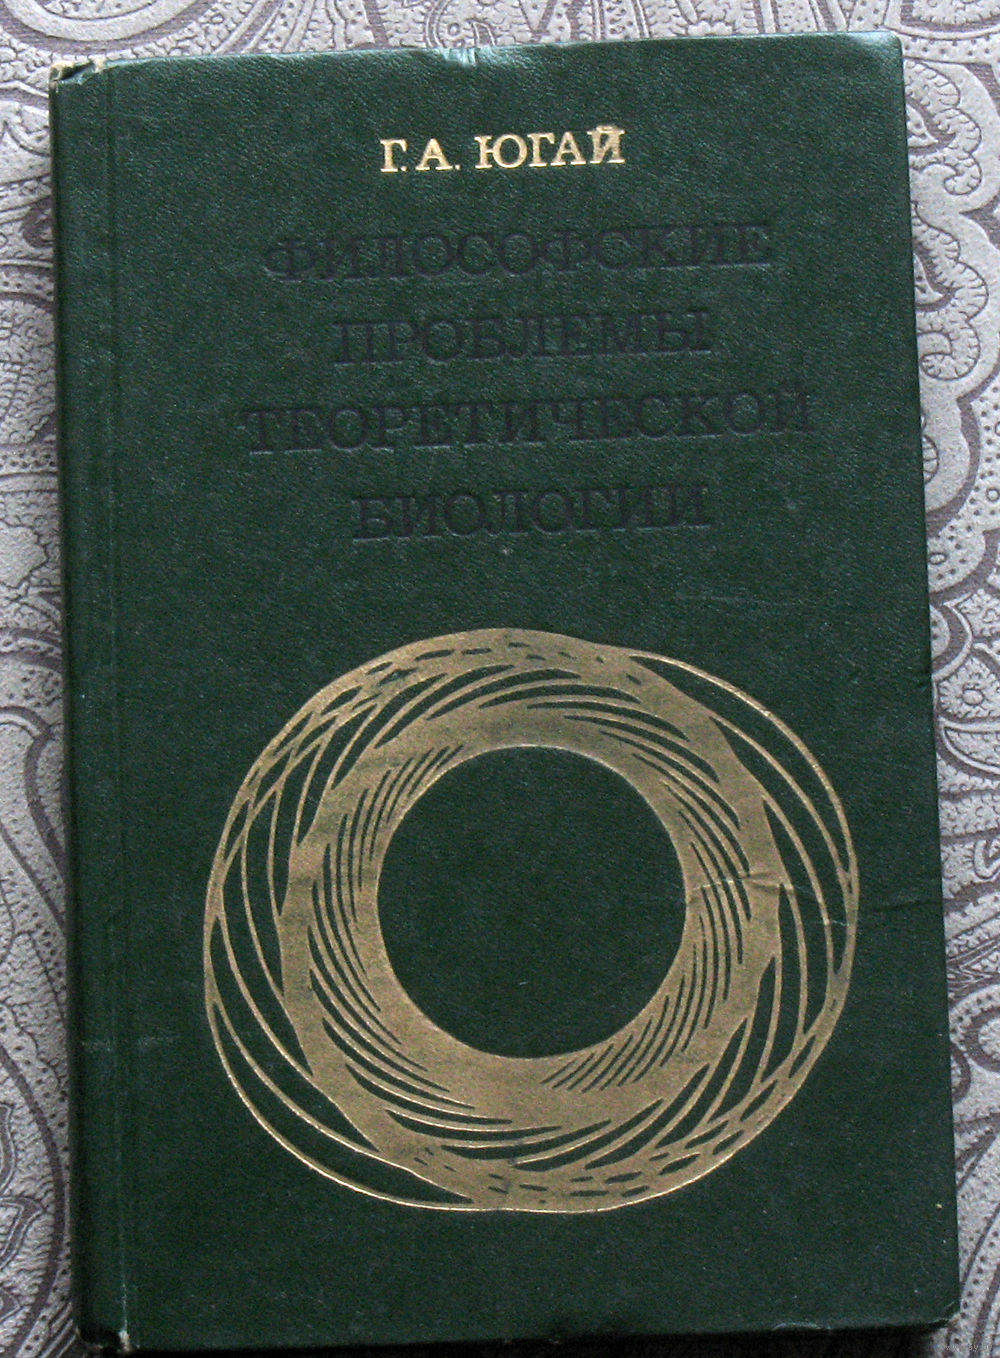 Г. А. ЮГАЙ
ФИЛОСОФСКИЕ
ПРОБЛЕМЫ
ТЕОРЕТИЧЕСКОЙ
БИОЛОГИИ